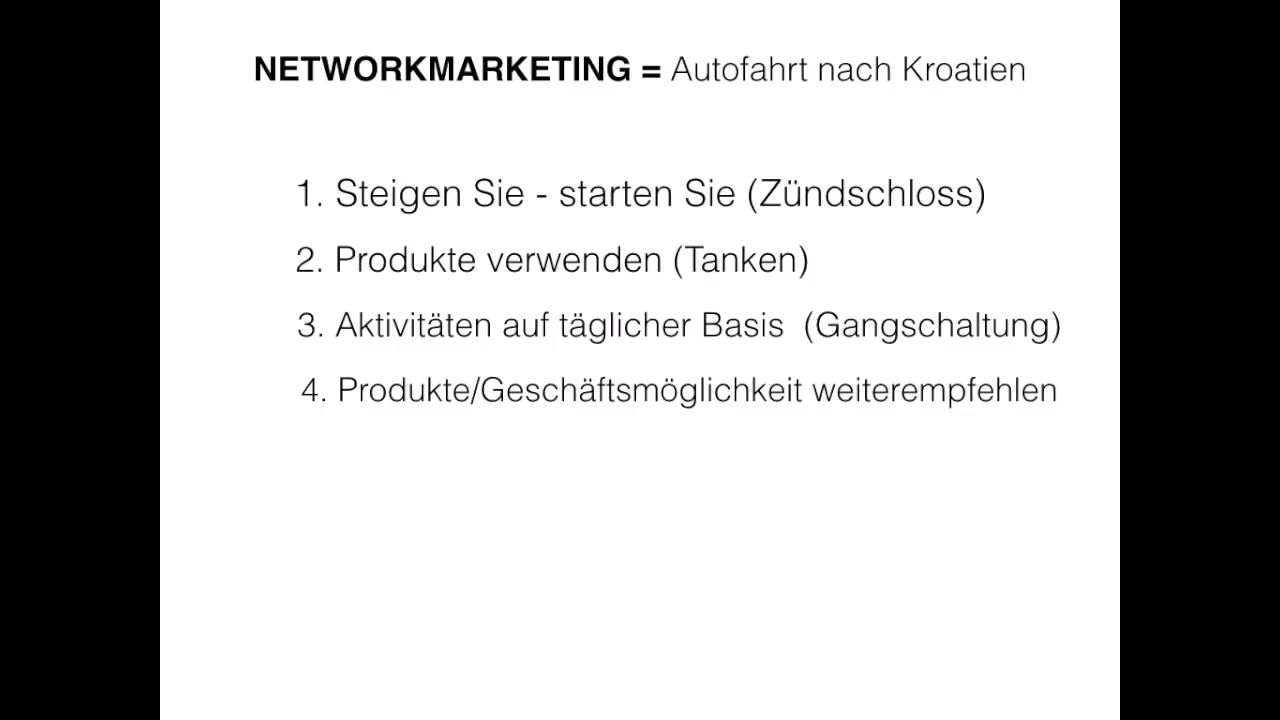 NETWORKMARKETING = Autofahrt nach Kroatien
1. Steigen Sie - starten Sie (Zündschloss)
2. Produkte verwenden (Tanken)
3. Aktivitäten auf täglicher Basis  (Gangschaltung)
4. Produkte/Geschäftsmöglichkeit weiterempfehlen